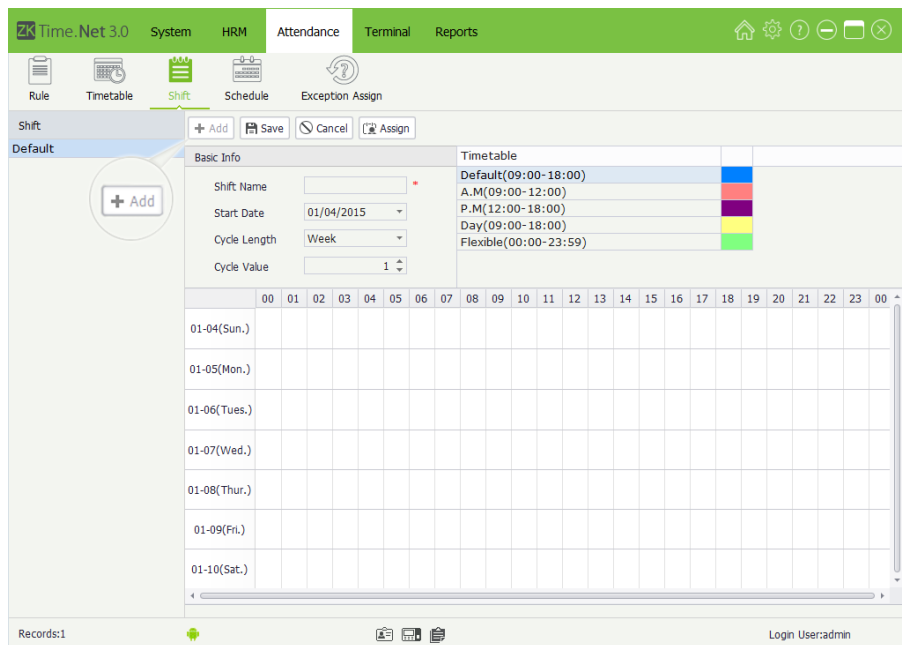 ZK Time.Net 3.0 System HRM Attendance Terminal Reports
Rule Timetable Shift Schedule Exception Assign
Shift
Default
Add
Add Save Cancel Assign
Basic Info
Shift Name *
Start Date 01/04/2015
Cycle Length Week
Cycle Value 1
Timetable
Default(09:00-18:00)
A.M(09:00-12:00)
P.M(12:00-18:00)
Day(09:00-18:00)
Flexible(00:00-23:59)
00 01 02 03 04 05 06 07 08 09 10 11 12 13 14 15 16 17 18 19 20 21 22 23 00
01-04(Sun.)
01-05(Mon.)
01-06(Tues.)
01-07(Wed.)
01-08(Thur.)
01-09(Fri.)
01-10(Sat.)
Records:1 Login User:admin